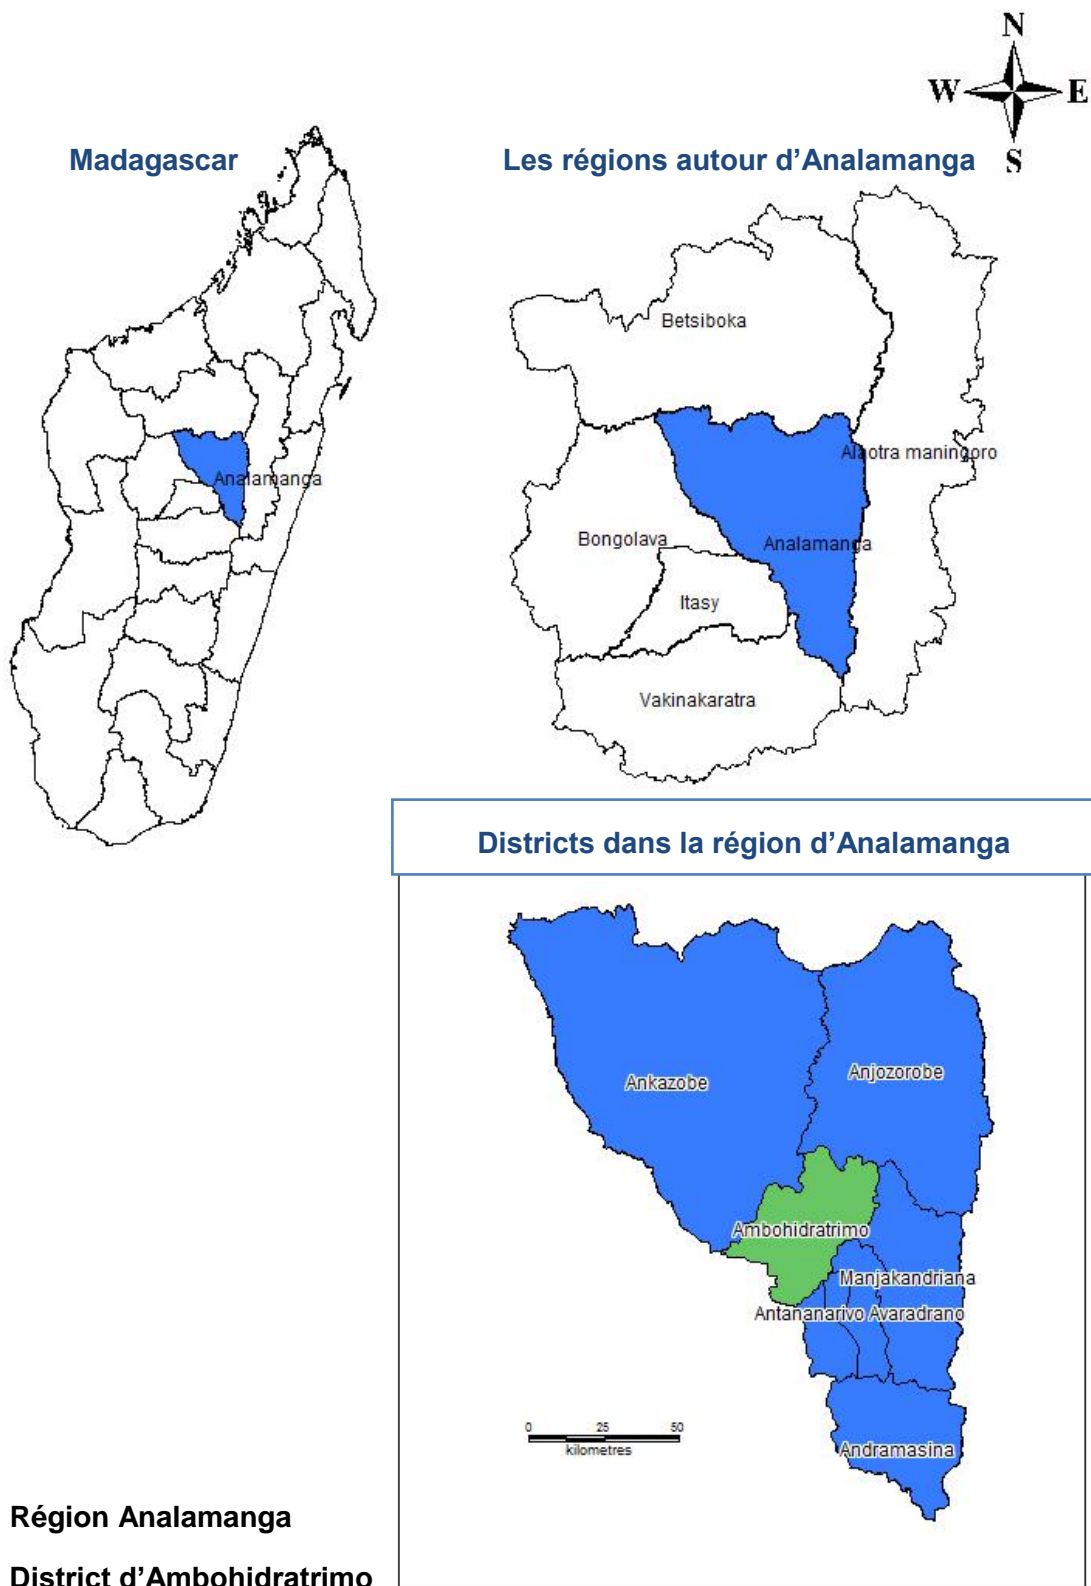 N
W E
S
Madagascar
Les régions autour d’Analamanga
Betsiboka
Alaotra maningoro
Analamanga
Bongolava
Analamanga
Itasy
Vakinakaratra
Districts dans la région d’Analamanga
Ankazobe
Anjozorobe
Ambohidratrimo
Manjakandriana
Antananarivo Avaradrano
0 25 50
kilometres
Andramasina
Région Analamanga
District d’Ambohidratrimo